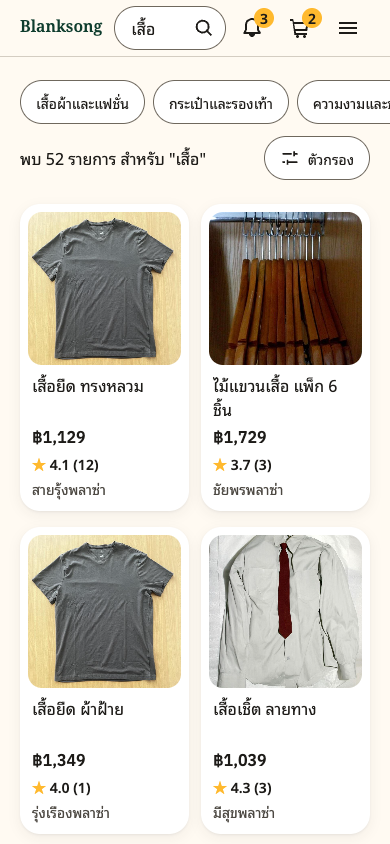 Blanksong
เสื้อ
3
2
เสื้อผ้าและแฟชั่น
กระเป๋าและรองเท้า
ความงามและ
พบ 52 รายการ สำหรับ "เสื้อ"
ตัวกรอง
เสื้อยืด ทรงหลวม
฿1,129
4.1 (12)
สายรุ้งพลาซ่า
ไม้แขวนเสื้อ แพ็ก 6
ชิ้น
฿1,729
3.7 (3)
ชัยพรพลาซ่า
เสื้อยืด ผ้าฝ้าย
฿1,349
4.0 (1)
รุ่งเรืองพลาซ่า
เสื้อเชิ้ต ลายทาง
฿1,039
4.3 (3)
มีสุขพลาซ่า